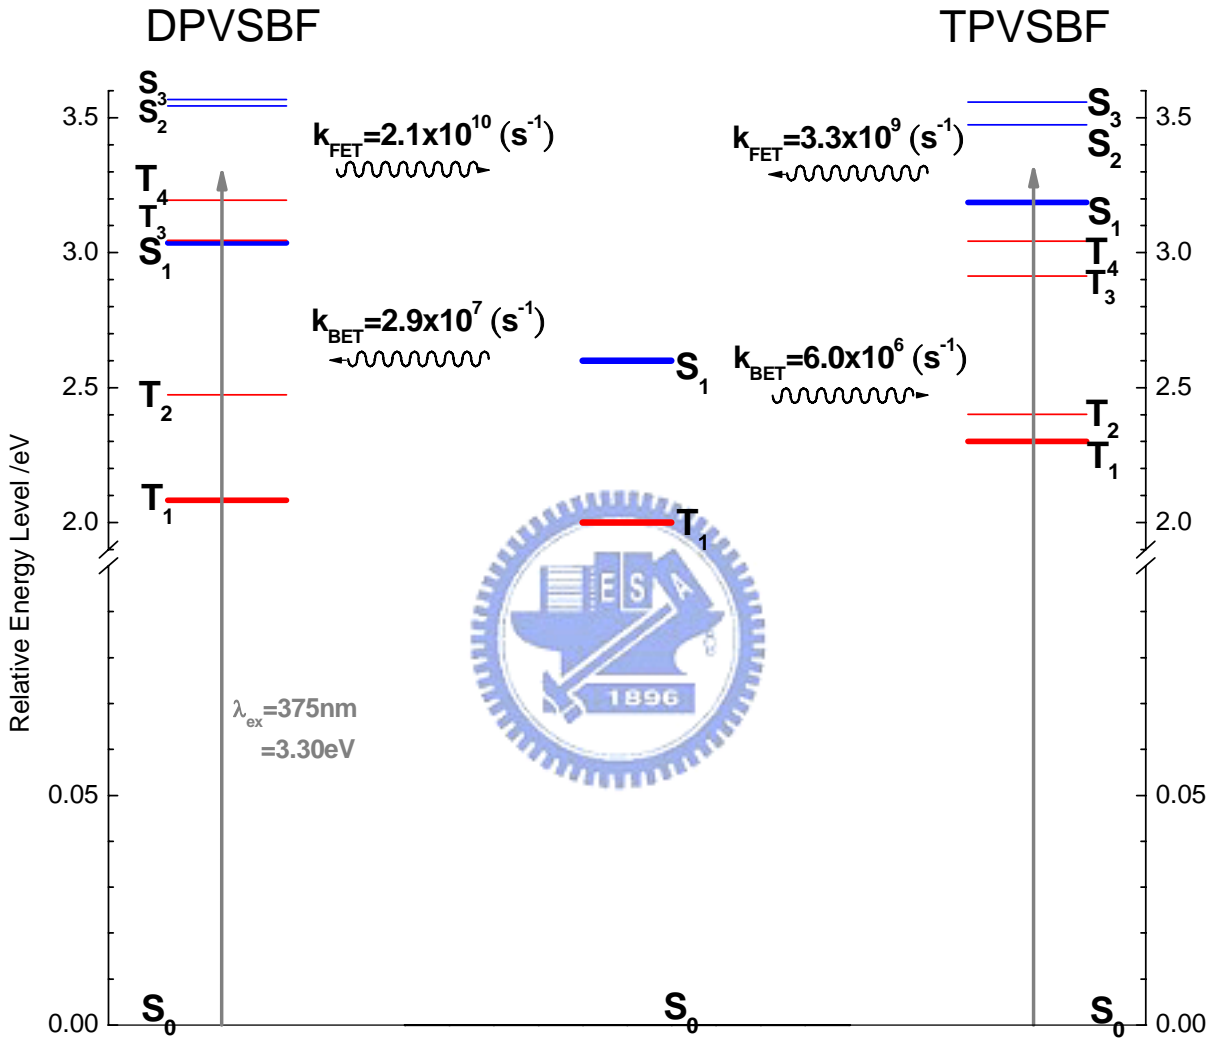 DPVSBF
TPVSBF
S3
S2
T4
T3
S1
T2
T1
S0
3.5
3.0
2.5
2.0
0.05
0.00
Relative Energy Level /eV
kFET=2.1x10^10 (s^-1)
kBET=2.9x10^7 (s^-1)
λex=375nm
=3.30eV
S1
T1
S0
E S A
1896
kFET=3.3x10^9 (s^-1)
kBET=6.0x10^6 (s^-1)
S3
S2
S1
T4
T3
T2
T1
S0
3.5
3.0
2.5
2.0
0.05
0.00